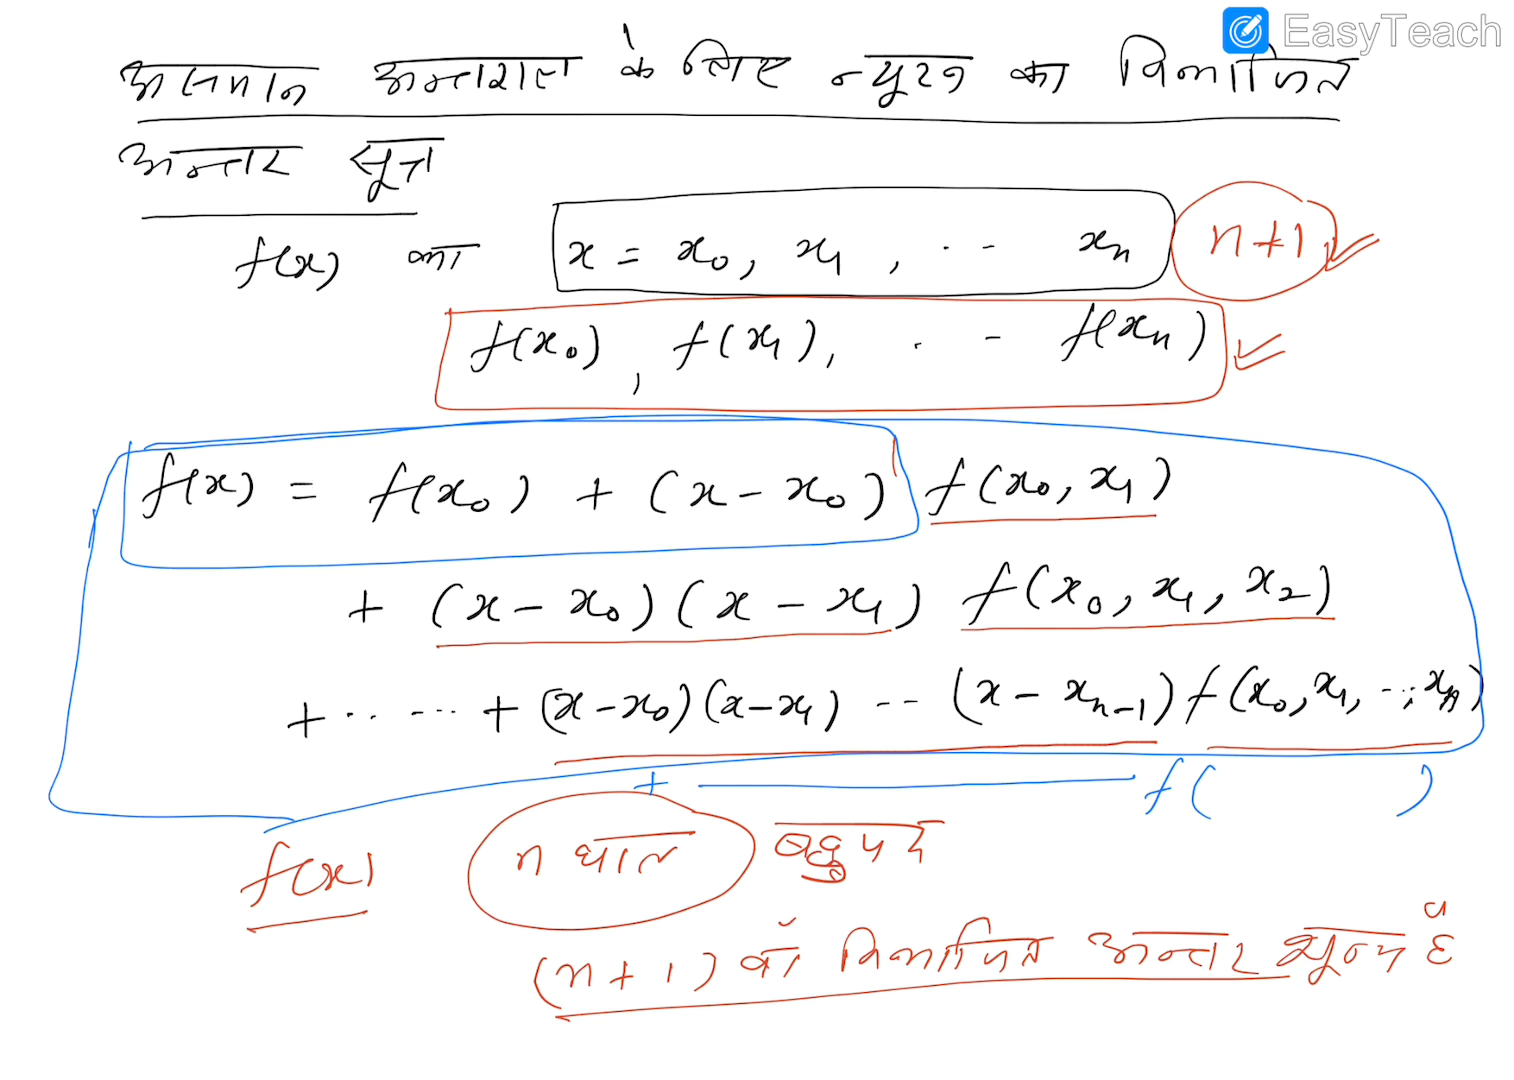 EasyTeach
असमान अन्तराल के लिए न्यूटन का विभाजित
अन्तर सूत्र
f(x) का x = x₀, x₁, .. - xₙ n+1
f(x₀), f(x₁), . - f(xₙ)
f(x) = f(x₀) + (x - x₀) f(x₀, x₁)
+ (x - x₀) (x - x₁) f(x₀, x₁, x₂)
+ ..... + (x - x₀) (x - x₁) -- (x - xₙ₋₁) f(x₀, x₁, ..., xₙ)
+ ——— f( )
f(x) n घात बहुपद
(n+1) वाँ विभाजित अन्तर शून्य है